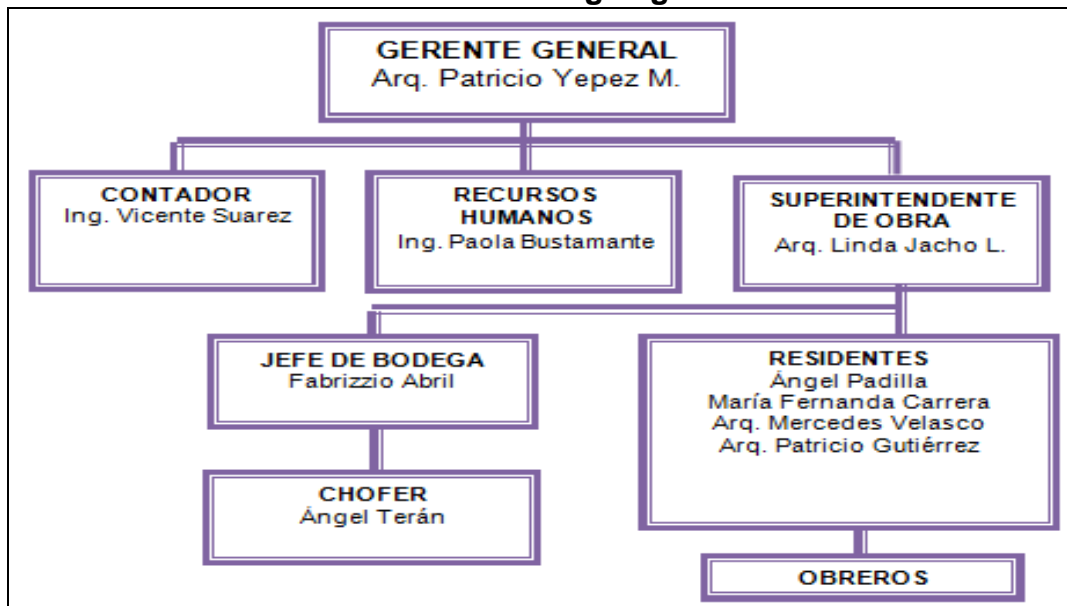 GERENTE GENERAL
Arq. Patricio Yepez M.
CONTADOR
Ing. Vicente Suarez
RECURSOS
HUMANOS
Ing. Paola Bustamante
SUPERINTENDENTE
DE OBRA
Arq. Linda Jacho L.
JEFE DE BODEGA
Fabrizzio Abril
RESIDENTES
Ángel Padilla
María Fernanda Carrera
Arq. Mercedes Velasco
Arq. Patricio Gutiérrez
CHOFER
Ángel Terán
OBREROS